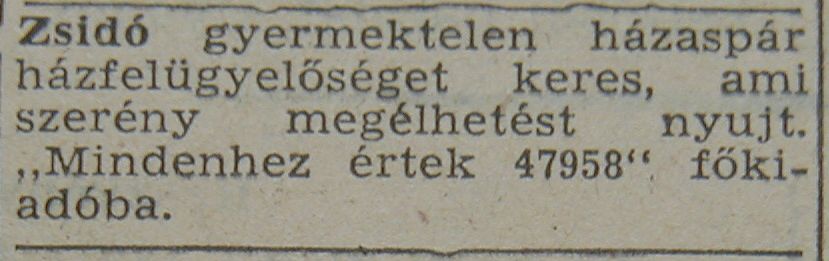 Zsidó gyermektelen házaspár
házfelügyelőséget keres, ami
szerény megélhetést nyujt.
„Mindenhez értek 47958“ főki-
adóba.